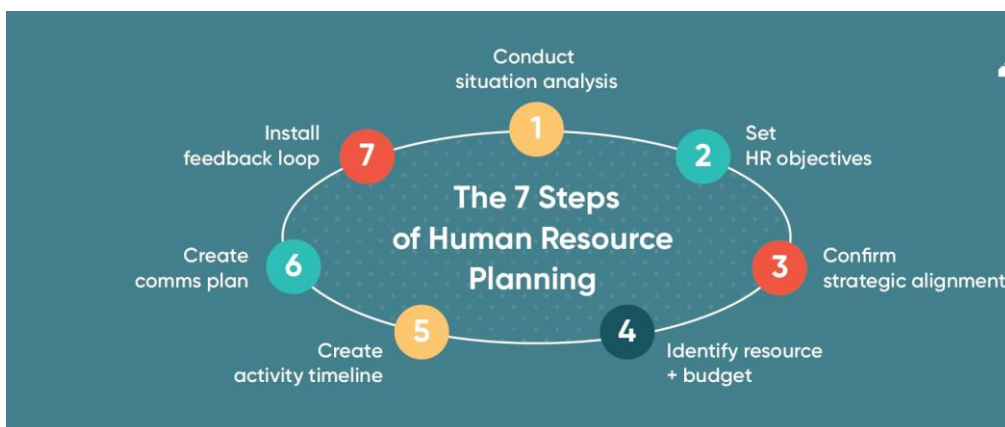 The 7 Steps
of Human Resource
Planning
1
Conduct
situation analysis
2
Set
HR objectives
3
Confirm
strategic alignment
4
Identify resource
+ budget
5
Create
activity timeline
6
Create
comms plan
7
Install
feedback loop